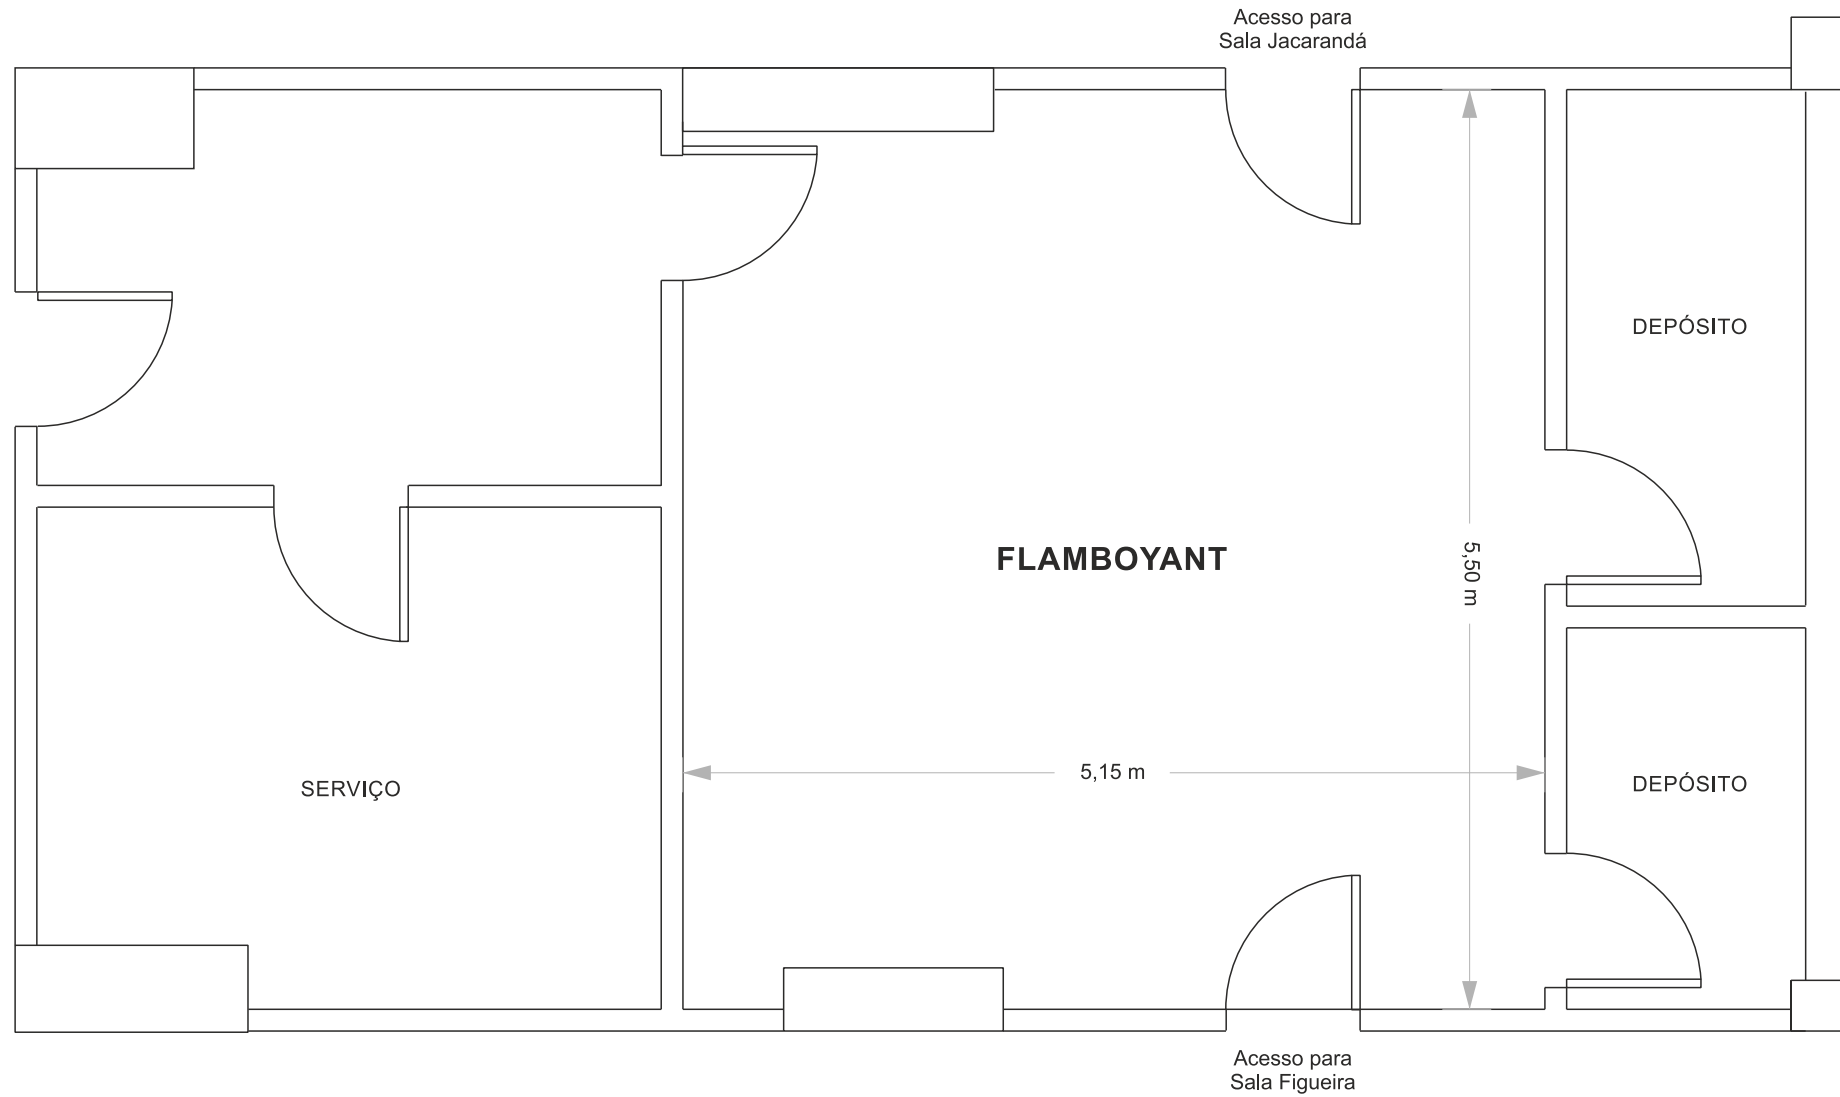 Acesso para
Sala Jacarandá
DEPÓSITO
FLAMBOYANT
5,50 m
5,15 m
SERVIÇO
DEPÓSITO
Acesso para
Sala Figueira